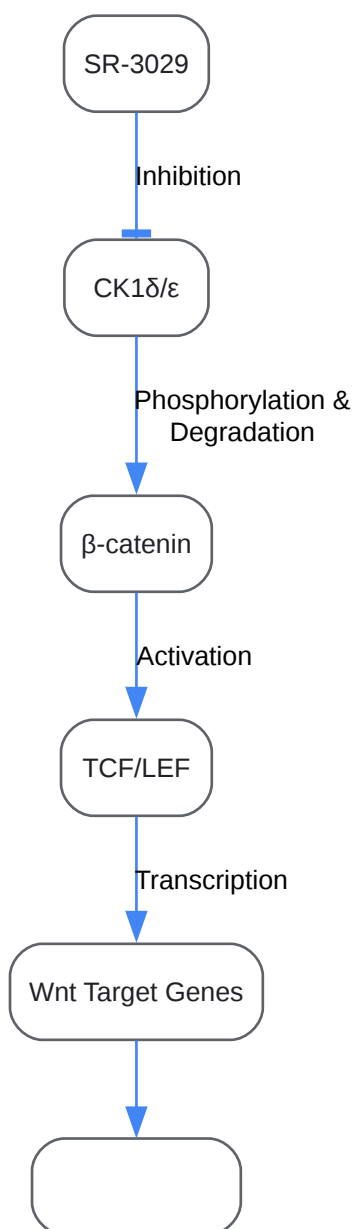 SR-3029
Inhibition
CK1δ/ε
Phosphorylation &
Degradation
β-catenin
Activation
TCF/LEF
Transcription
Wnt Target Genes